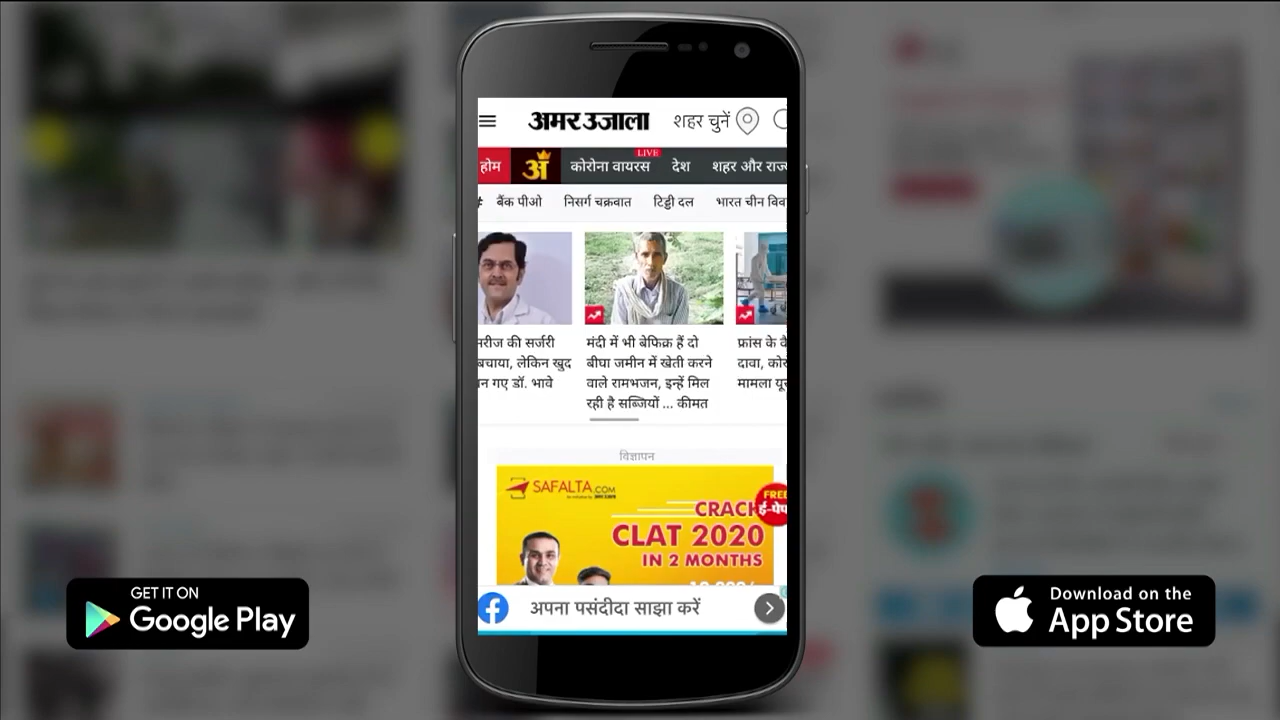 अमर उजाला
शहर चुनें
LIVE
होम
अं
कोरोना वायरस
देश
शहर और राज्
# बैंक पीओ
निसर्ग चक्रवात
टिड्डी दल
भारत चीन विवा
मरीज की सर्जरी
बचाया, लेकिन खुद
न गए डॉ. भावे
मंदी में भी बेफिक्र हैं दो
बीघा जमीन में खेती करने
वाले रामभजन, इन्हें मिल
रही है सब्जियों ... कीमत
फ्रांस के वै
दावा, कोर
मामला यू
विज्ञापन
SAFALTA.COM
CRACK
CLAT 2020
IN 2 MONTHS
FREE
ई-पेप
अपना पसंदीदा साझा करें
GET IT ON
Google Play
Download on the
App Store